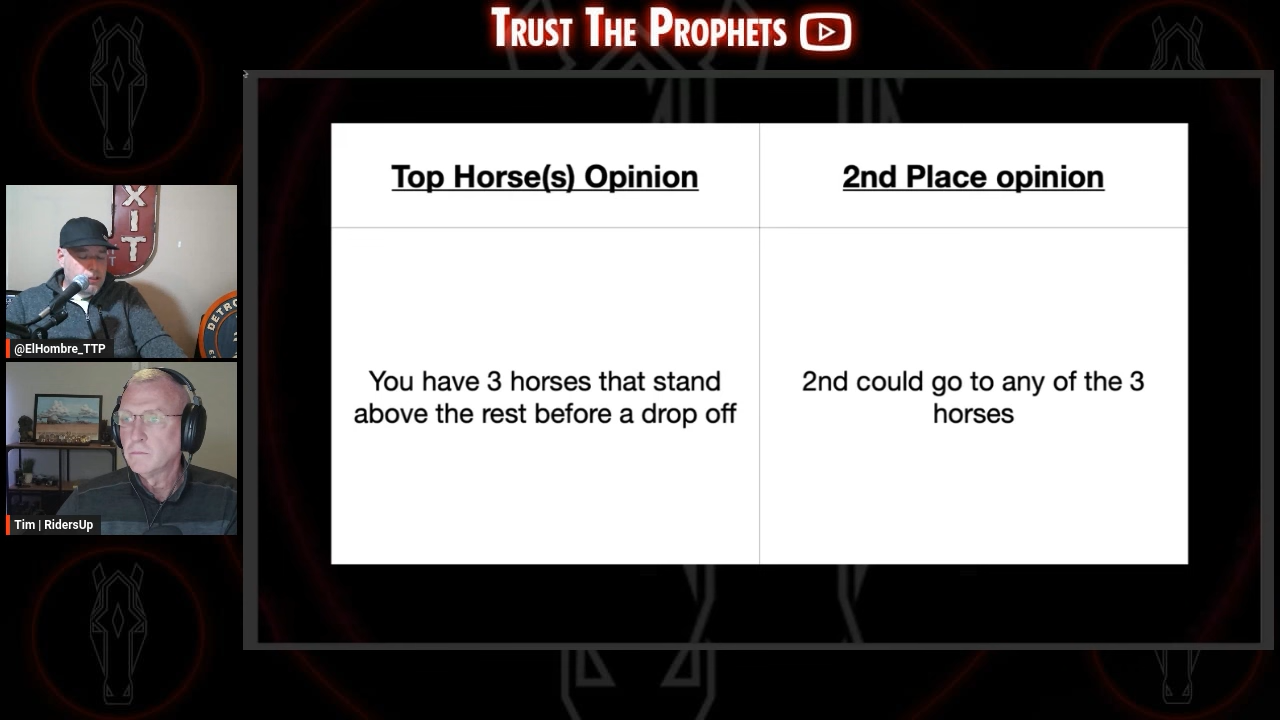 TRUST THE PROPHETS
XIT
DETRO
@ElHombre_TTP
Tim | RidersUp
Top Horse(s) Opinion
2nd Place opinion
You have 3 horses that stand
above the rest before a drop off
2nd could go to any of the 3
horses